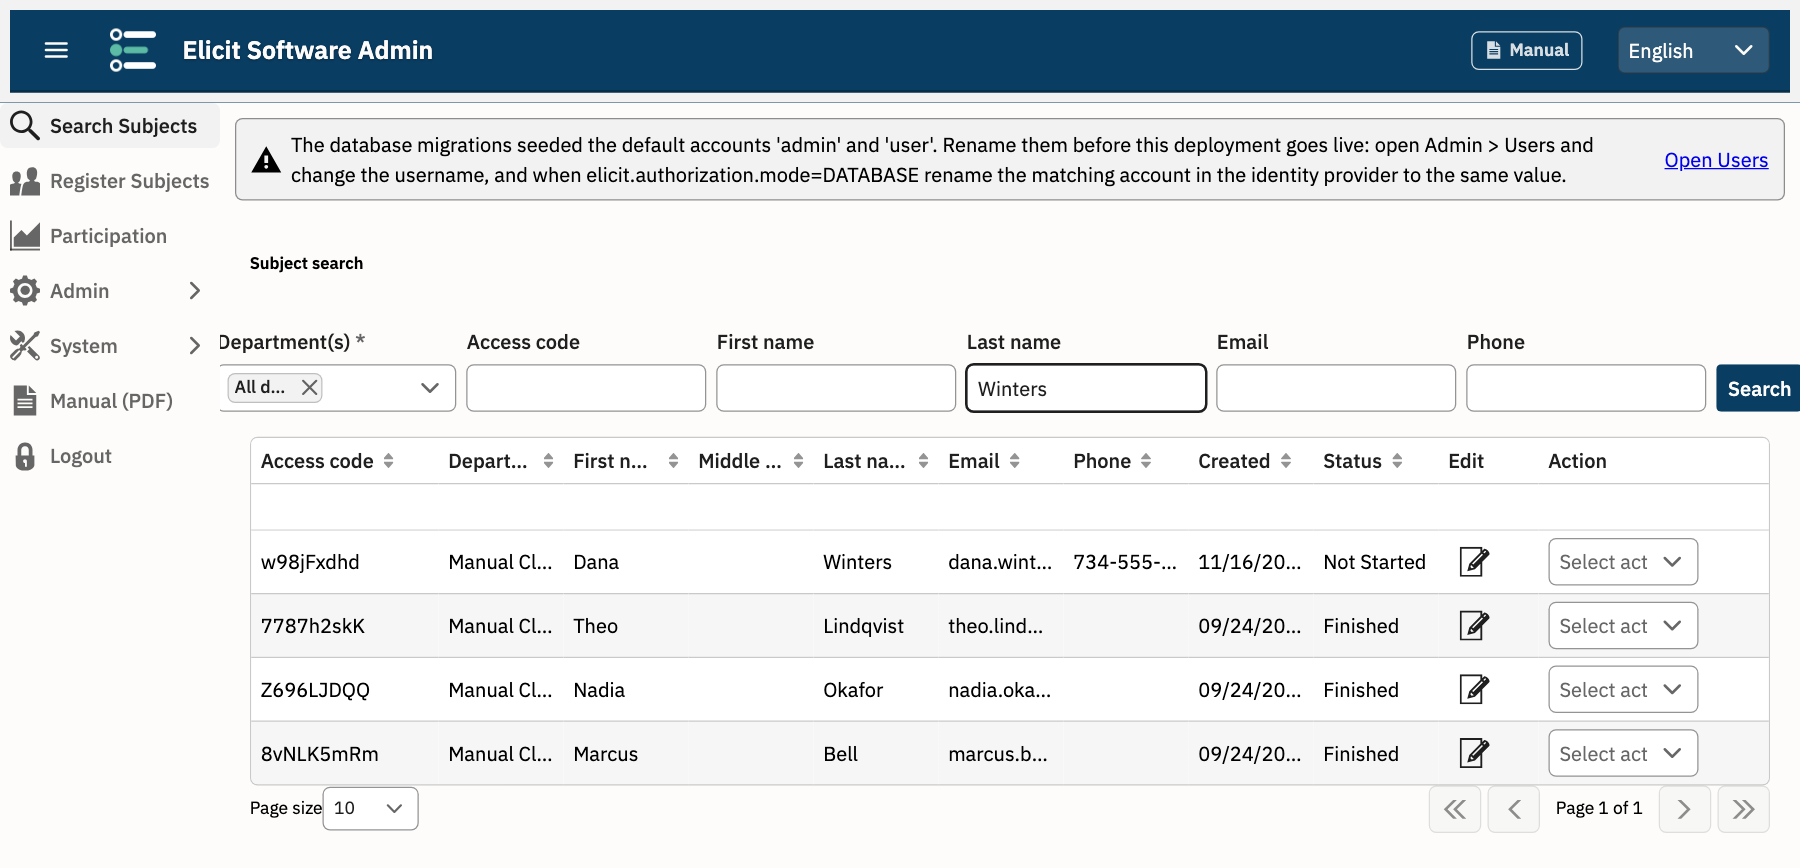 Elicit Software Admin
Manual
English
Search Subjects
Register Subjects
Participation
Admin
System
Manual (PDF)
Logout
The database migrations seeded the default accounts 'admin' and 'user'. Rename them before this deployment goes live: open Admin > Users and
change the username, and when elicit.authorization.mode=DATABASE rename the matching account in the identity provider to the same value.
Open Users
Subject search
Department(s) * Access code First name Last name Email Phone
All d... Winters Search
Access code Depart... First n... Middle ... Last na... Email Phone Created Status Edit Action
w98jFxdhd Manual Cl... Dana Winters dana.wint... 734-555-... 11/16/20... Not Started Select act
7787h2skK Manual Cl... Theo Lindqvist theo.lind... 09/24/20... Finished Select act
Z696LJDQQ Manual Cl... Nadia Okafor nadia.oka... 09/24/20... Finished Select act
8vNLK5mRm Manual Cl... Marcus Bell marcus.b... 09/24/20... Finished Select act
Page size 10 Page 1 of 1